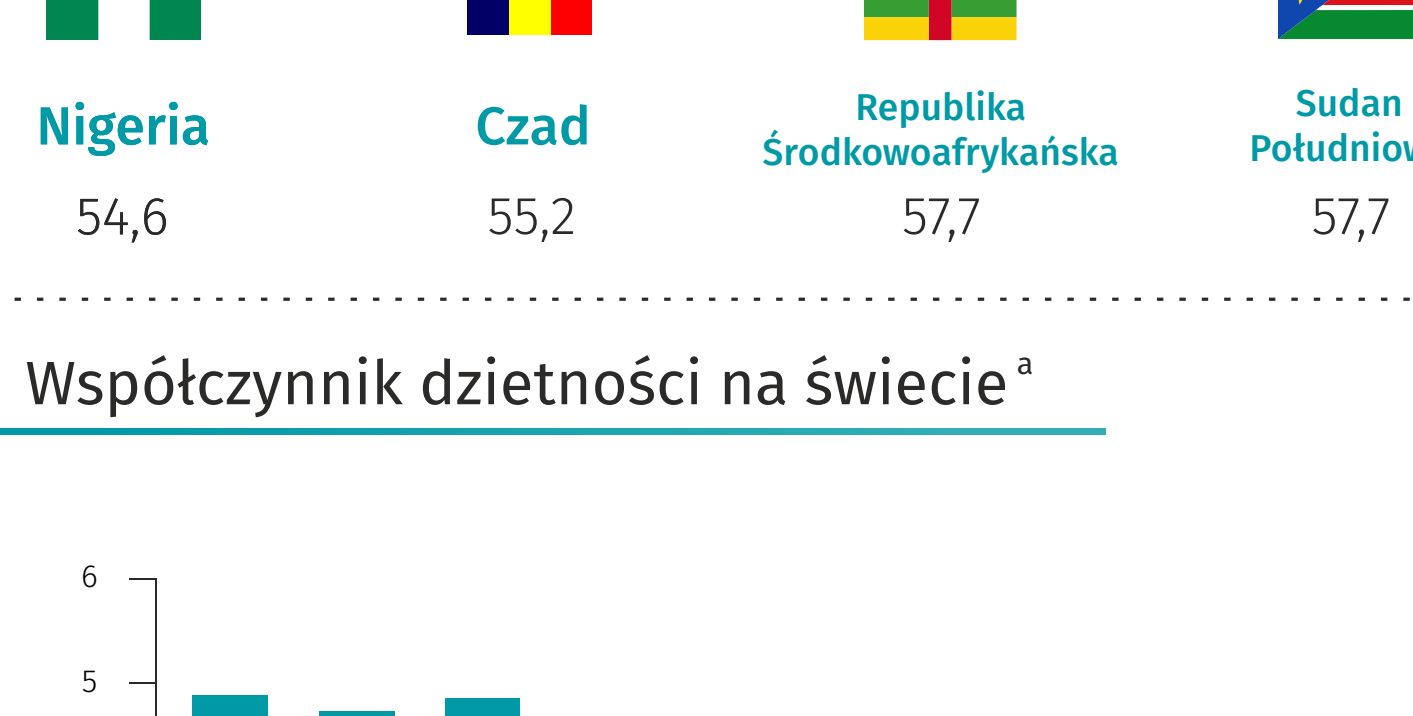 Nigeria
Czad
Republika
Środkowoafrykańska
Sudan
54,6
55,2
57,7
57,7
Współczynnik dzietności na świecie a
6
5